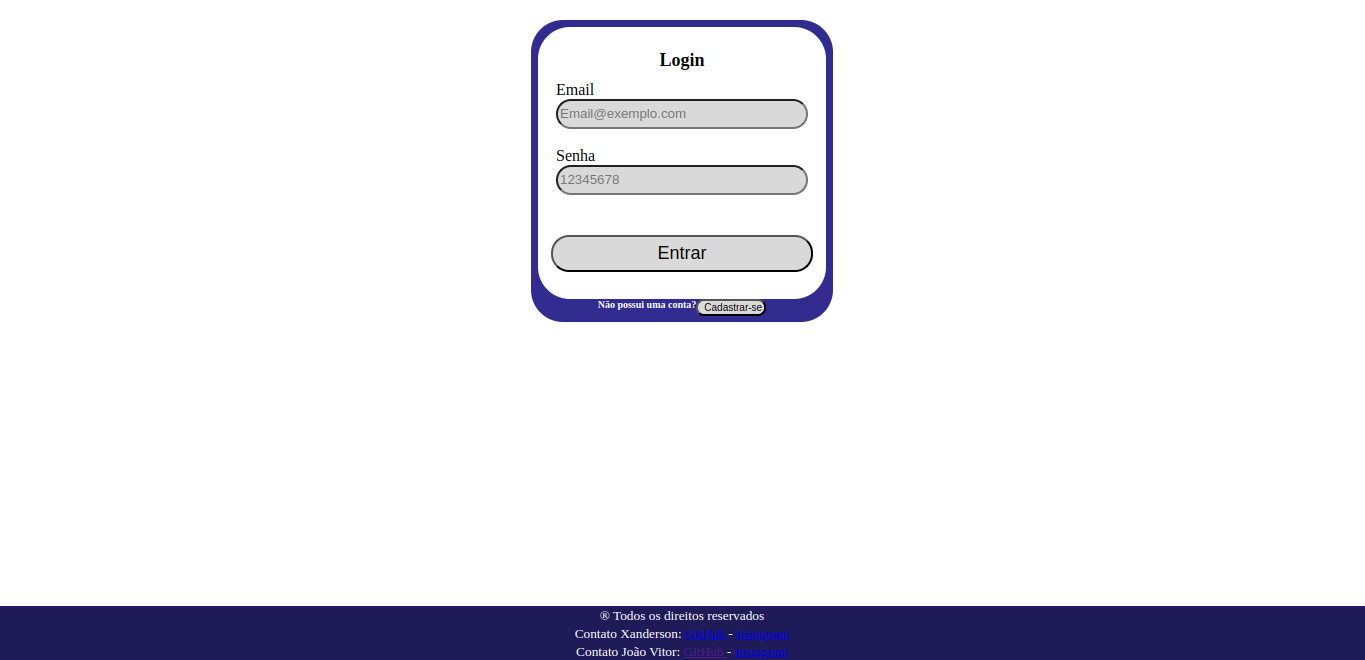 Login
Email
Email@exemplo.com
Senha
12345678
Entrar
Não possui uma conta? Cadastrar-se
® Todos os direitos reservados
Contato Xanderson: GitHub - Instagram
Contato João Vitor: GitHub - Instagram